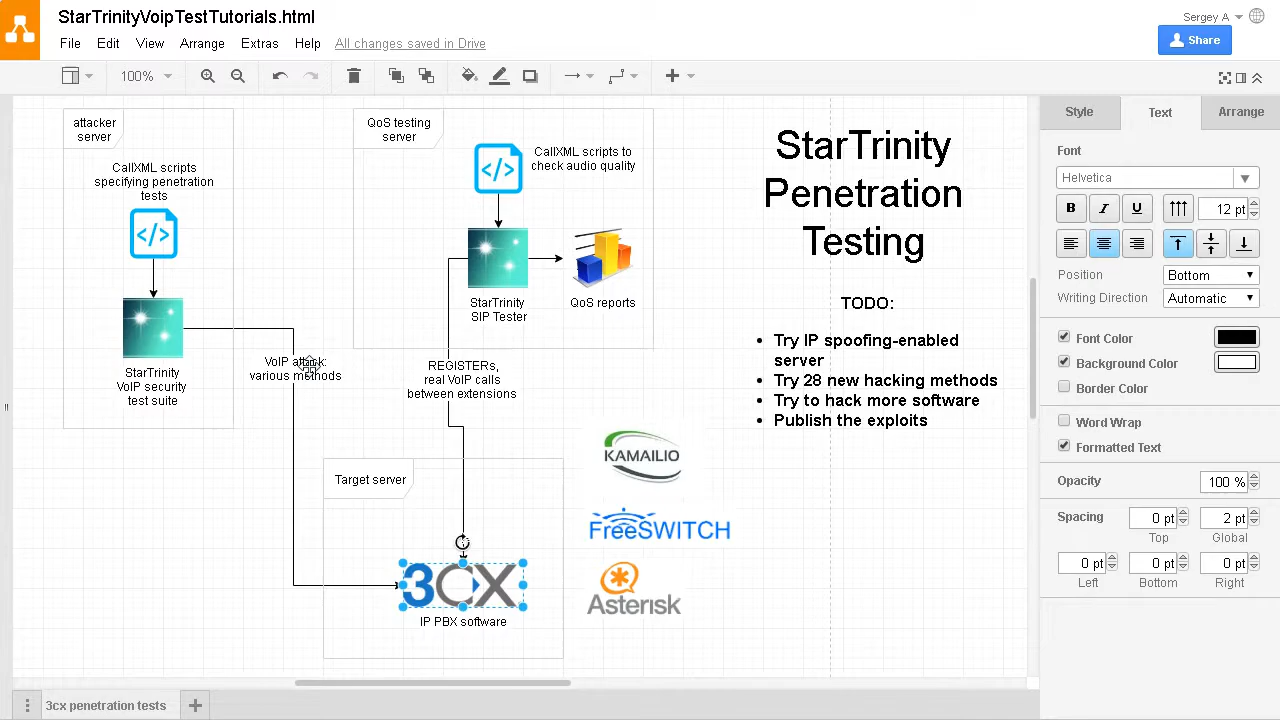 StarTrinityVoipTestTutorials.html
Sergey A
File Edit View Arrange Extras Help All changes saved in Drive
Share
100%
Style Text Arrange
attacker
server
CallXML scripts
specifying penetration
tests
StarTrinity
VoIP security
test suite
VoIP attack:
various methods
QoS testing
server
CallXML scripts to
check audio quality
StarTrinity
SIP Tester
QoS reports
REGISTERs,
real VoIP calls
between extensions
Target server
3CX
IP PBX software
KAMAILIO
FreeSWITCH
Asterisk
StarTrinity
Penetration
Testing
TODO:
• Try IP spoofing-enabled
server
• Try 28 new hacking methods
• Try to hack more software
• Publish the exploits
Font
Helvetica
B I U 12 pt
Position Bottom
Writing Direction Automatic
Font Color
Background Color
Border Color
Word Wrap
Formatted Text
Opacity 100 %
Spacing 0 pt 2 pt
Top Global
0 pt 0 pt 0 pt
Left Bottom Right
3cx penetration tests